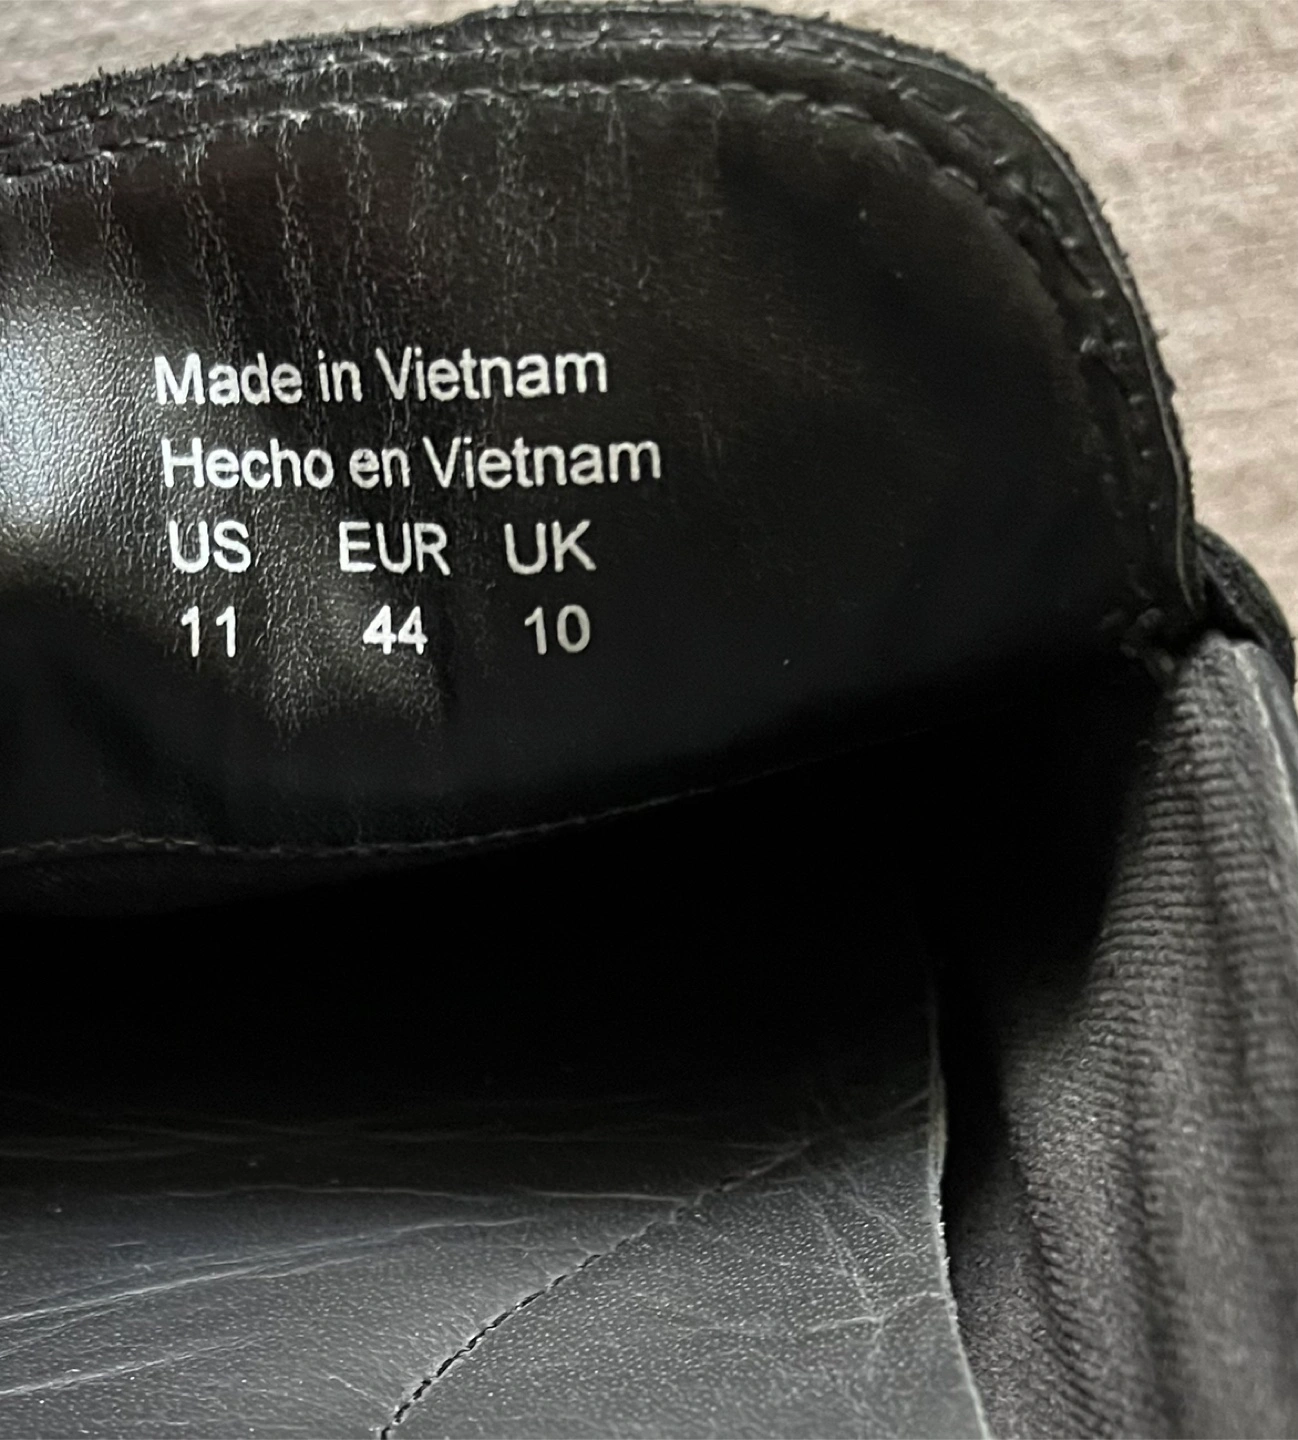 Made in Vietnam
Hecho en Vietnam
US EUR UK
11 44 10